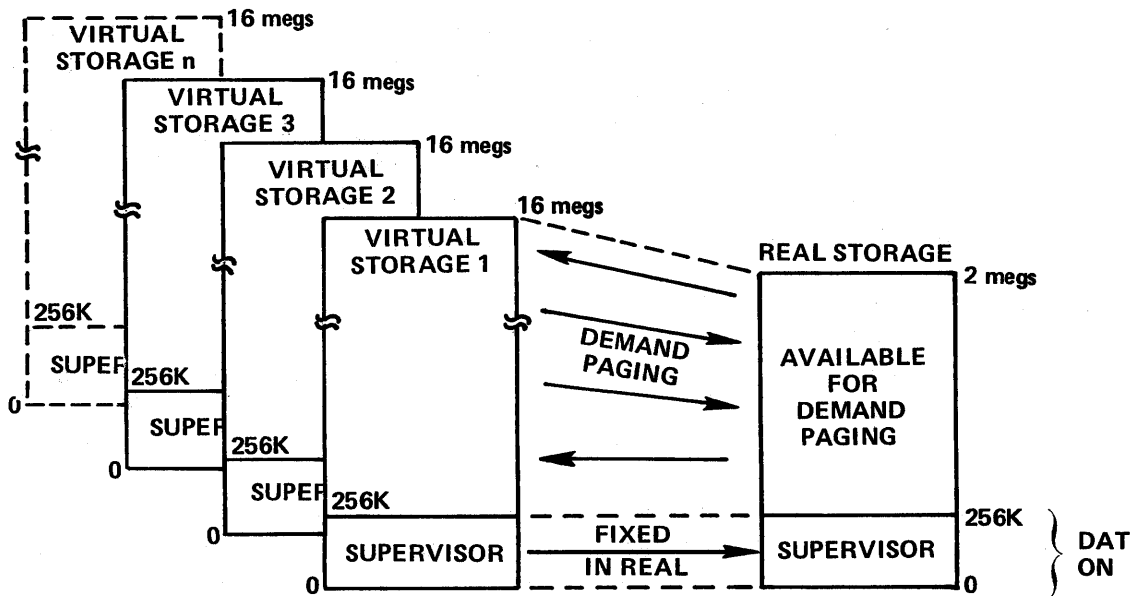 16 megs
VIRTUAL
STORAGE n
16 megs
VIRTUAL
STORAGE 3
16 megs
VIRTUAL
STORAGE 2
16 megs
VIRTUAL
STORAGE 1
REAL STORAGE
2 megs
DEMAND
PAGING
AVAILABLE
FOR
DEMAND
PAGING
256K
SUPER
0
256K
SUPER
0
256K
SUPER
0
256K
SUPERVISOR
0
FIXED
IN REAL
256K
SUPERVISOR
0
DAT
ON